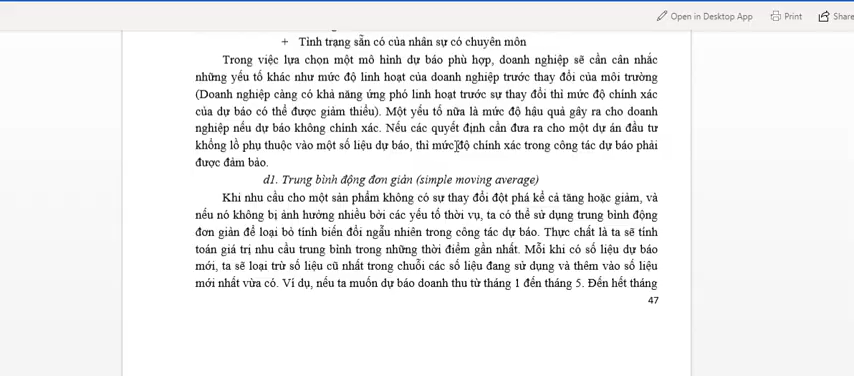 Open in Desktop App Print Share
+ Tình trạng sẵn có của nhân sự có chuyên môn
Trong việc lựa chọn một mô hình dự báo phù hợp, doanh nghiệp sẽ cần cân nhắc
những yếu tố khác như mức độ linh hoạt của doanh nghiệp trước thay đổi của môi trường
(Doanh nghiệp càng có khả năng ứng phó linh hoạt trước sự thay đổi thì mức độ chính xác
của dự báo có thể được giảm thiểu). Một yếu tố nữa là mức độ hậu quả gây ra cho doanh
nghiệp nếu dự báo không chính xác. Nếu các quyết định cần đưa ra cho một dự án đầu tư
khổng lồ phụ thuộc vào một số liệu dự báo, thì mức độ chính xác trong công tác dự báo phải
được đảm bảo.
d1. Trung bình động đơn giản (simple moving average)
Khi nhu cầu cho một sản phẩm không có sự thay đổi đột phá kể cả tăng hoặc giảm, và
nếu nó không bị ảnh hưởng nhiều bởi các yếu tố thời vụ, ta có thể sử dụng trung bình động
đơn giản để loại bỏ tính biến đổi ngẫu nhiên trong công tác dự báo. Thực chất là ta sẽ tính
toán giá trị nhu cầu trung bình trong những thời điểm gần nhất. Mỗi khi có số liệu dự báo
mới, ta sẽ loại trừ số liệu cũ nhất trong chuỗi các số liệu đang sử dụng và thêm vào số liệu
mới nhất vừa có. Ví dụ, nếu ta muốn dự báo doanh thu từ tháng 1 đến tháng 5. Đến hết tháng
47